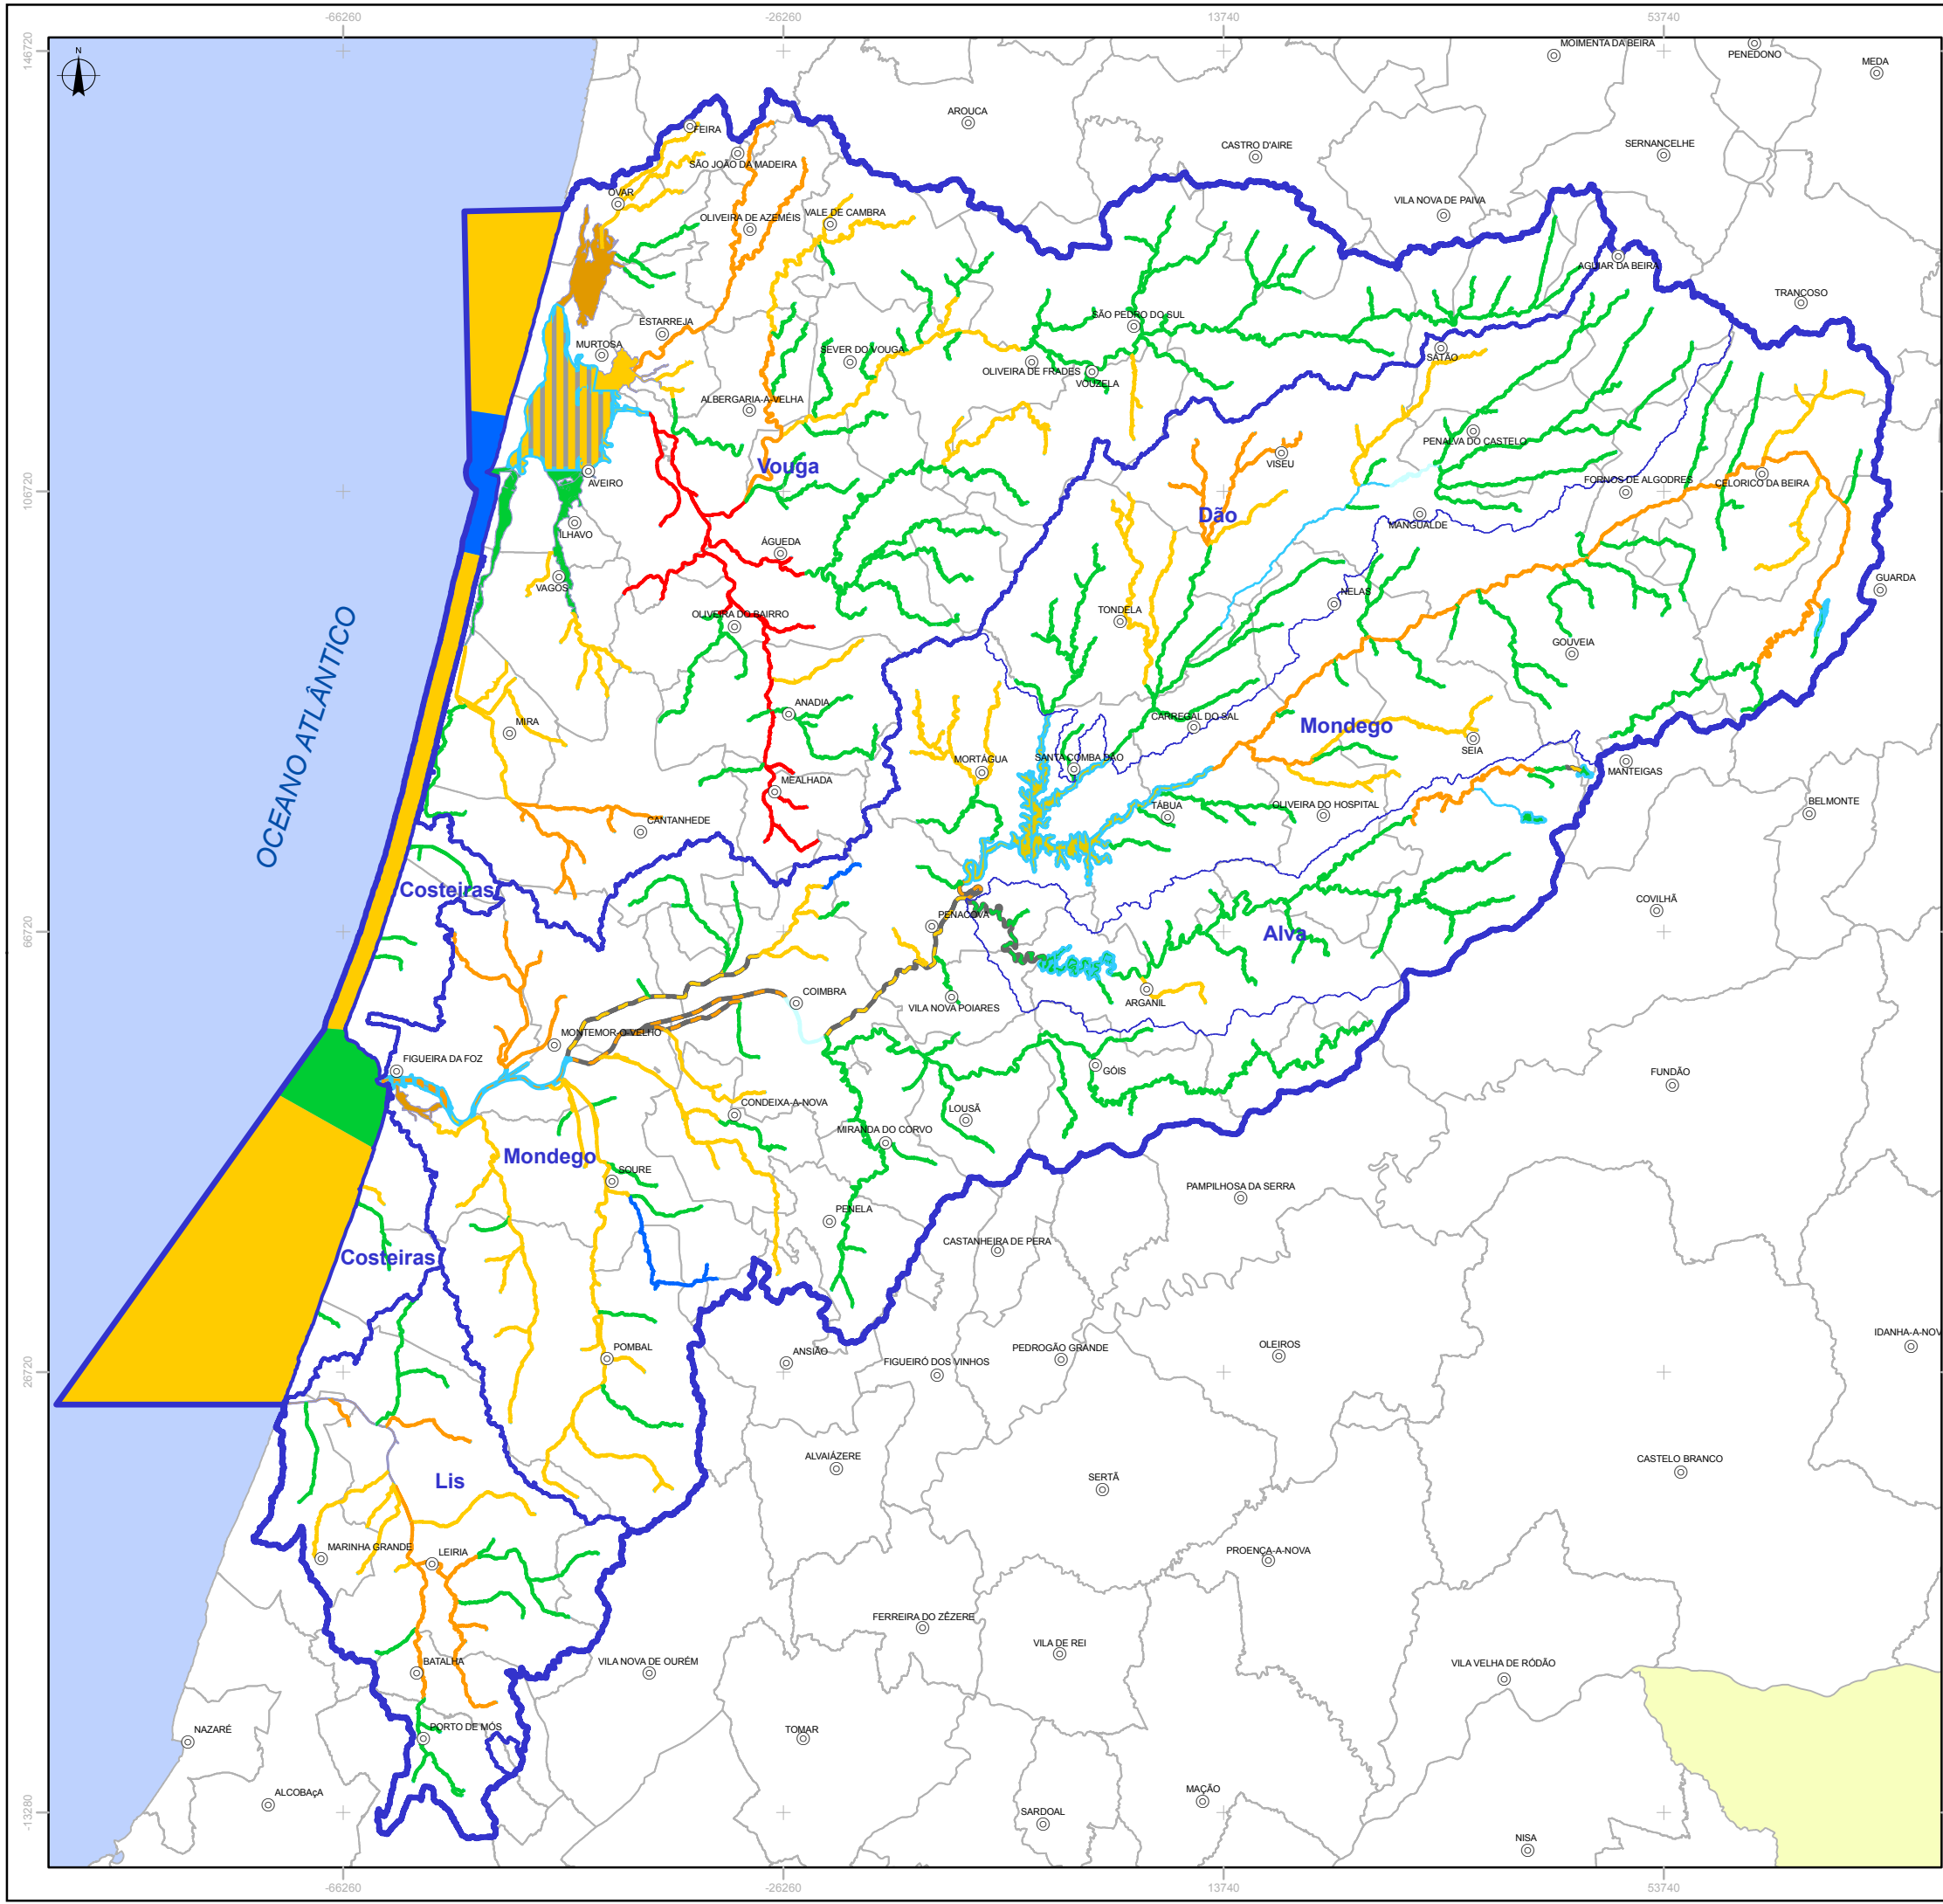 -66260
-26260
13740
53740
146720
N
MOIMENTA DA BEIRA
PENEDONO
MEDA
AROUCA
FEIRA
CASTRO D'AIRE
SERNANCELHE
SÃO JOÃO DA MADEIRA
OVAR
VILA NOVA DE PAIVA
OLIVEIRA DE AZEMÉIS
VALE DE CAMBRA
AGUIAR DA BEIRA
TRANCOSO
ESTARREJA
SÃO PEDRO DO SUL
MURTOSA
SEVER DO VOUGA
SATÃO
OLIVEIRA DE FRADES
VOUZELA
ALBERGARIA-A-VELHA
PENALVA DO CASTELO
Vouga
VISEU
106720
AVEIRO
FORNOS DE ALGODRES
CELORICO DA BEIRA
Dão
MANGUALDE
ILHAVO
ÁGUEDA
VAGOS
GUARDA
NELAS
OLIVEIRA DO BAIRRO
TONDELA
GOUVEIA
OCEANO ATLÂNTICO
ANADIA
MIRA
CARREGAL DO SAL
Mondego
SEIA
MORTÁGUA
SANTA COMBA DÃO
MANTEIGAS
MEALHADA
TÁBUA
OLIVEIRA DO HOSPITAL
BELMONTE
CANTANHEDE
Costeiras
COVILHÃ
66720
PENACOVA
Alva
COIMBRA
VILA NOVA POIARES
ARGANIL
MONTEMOR-O-VELHO
FIGUEIRA DA FOZ
GÓIS
FUNDÃO
CONDEIXA-A-NOVA
LOUSÃ
MIRANDA DO CORVO
Mondego
SOURE
PAMPILHOSA DA SERRA
PENELA
CASTANHEIRA DE PERA
Costeiras
IDANHA-A-NOV
POMBAL
ANSIÃO
FIGUEIRÓ DOS VINHOS
PEDROGÃO GRANDE
OLEIROS
26720
ALVAIÁZERE
CASTELO BRANCO
Lis
SERTÃ
MARINHA GRANDE
LEIRIA
PROENÇA-A-NOVA
FERREIRA DO ZÊZERE
VILA DE REI
BATALHA
VILA NOVA DE OURÉM
VILA VELHA DE RÓDÃO
NAZARÉ
PORTO DE MÓS
TOMAR
ALCOBAçA
MAÇÃO
SARDOAL
-13280
NISA
-66260
-26260
13740
53740